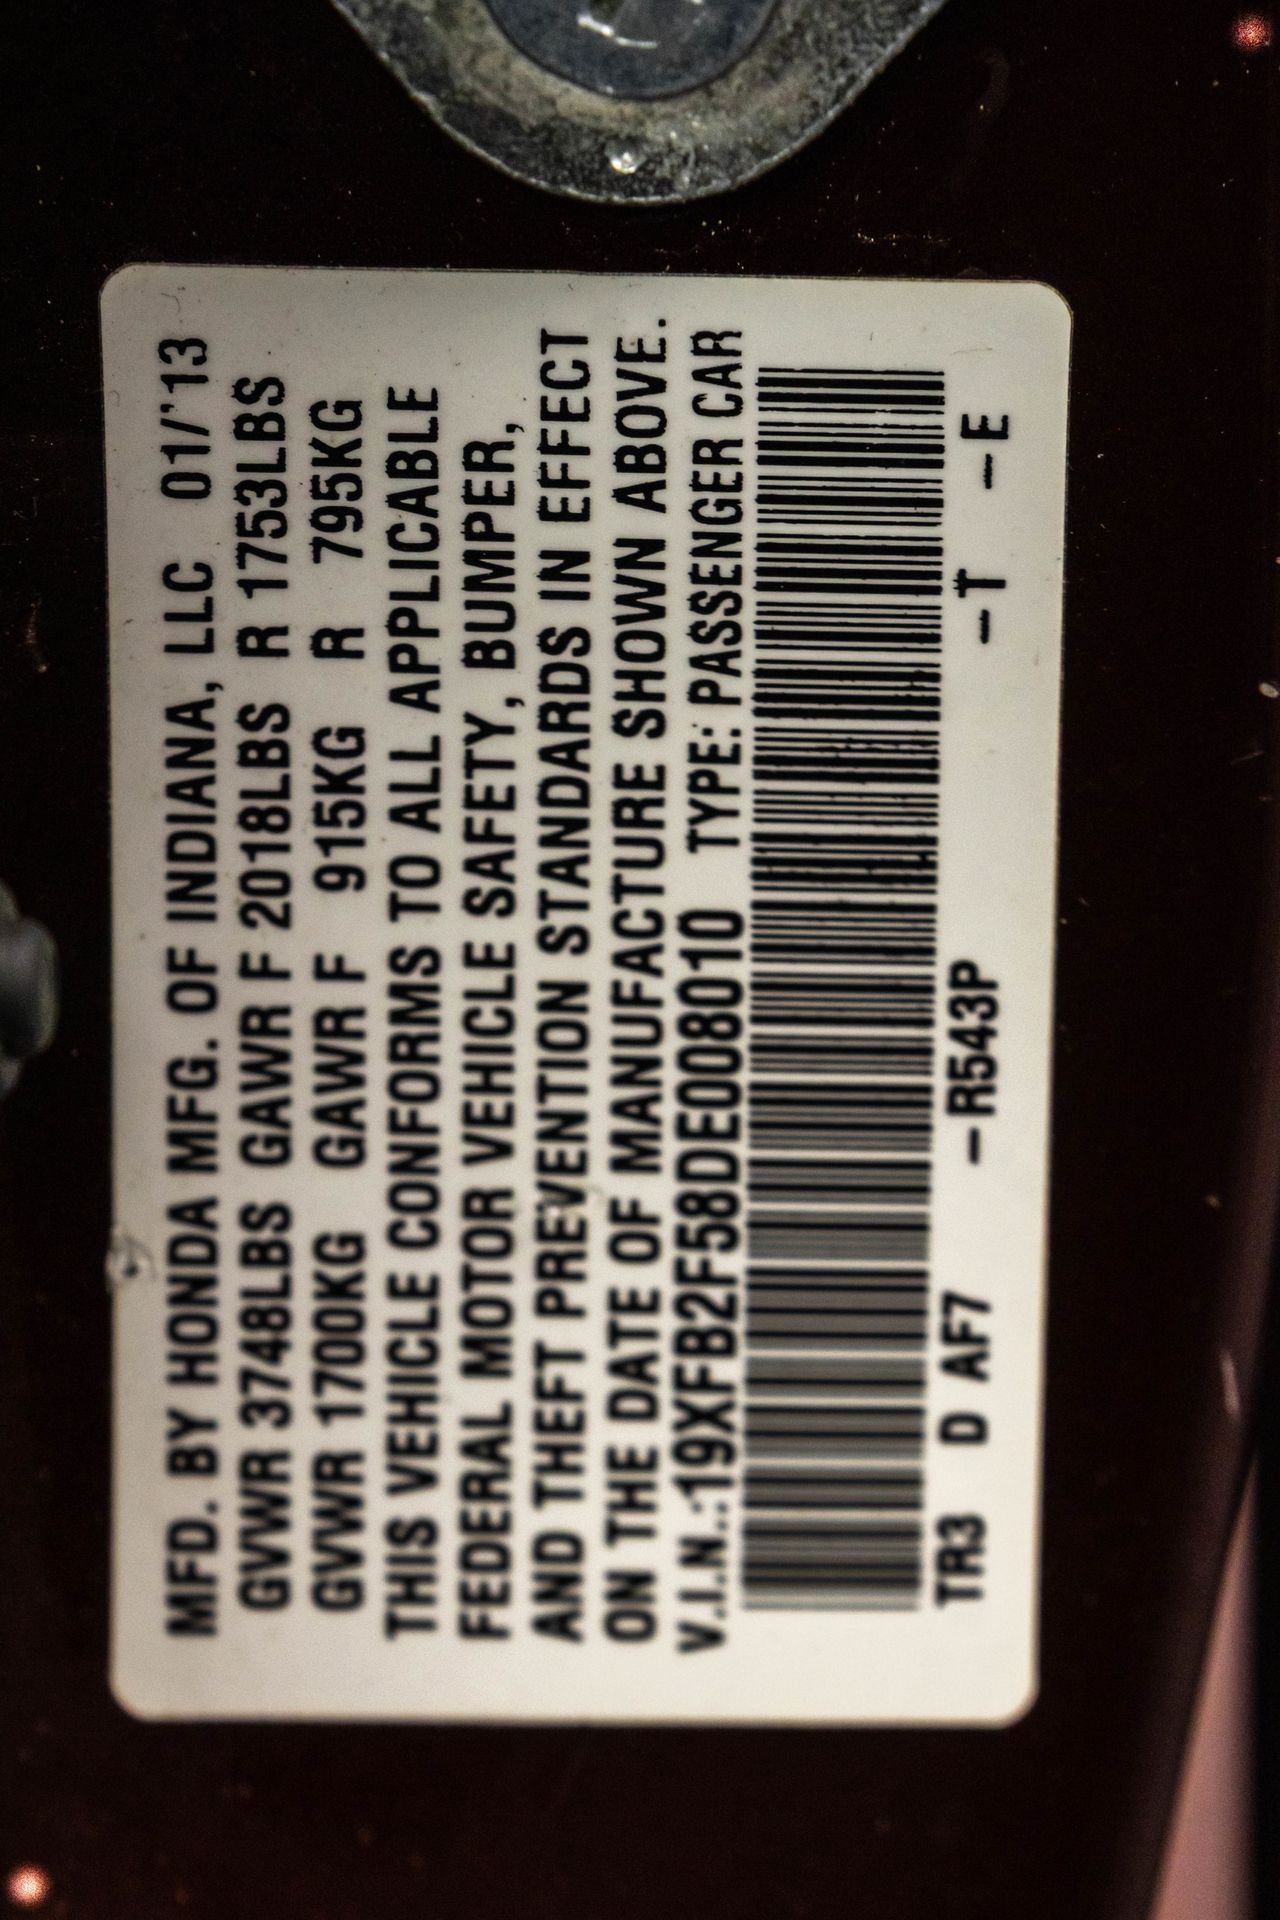 MFD. BY HONDA MFG. OF INDIANA, LLC 01/'13
GVWR 3748LBS GAWR F 2018LBS R 1753LBS
GVWR 1700KG GAWR F 915KG R 795KG
THIS VEHICLE CONFORMS TO ALL APPLICABLE
FEDERAL MOTOR VEHICLE SAFETY, BUMPER,
AND THEFT PREVENTION STANDARDS IN EFFECT
ON THE DATE OF MANUFACTURE SHOWN ABOVE.
V.I.N.:19XFB2F58DE008010 TYPE: PASSENGER CAR
TR3 D AF7 –R543P –T –E